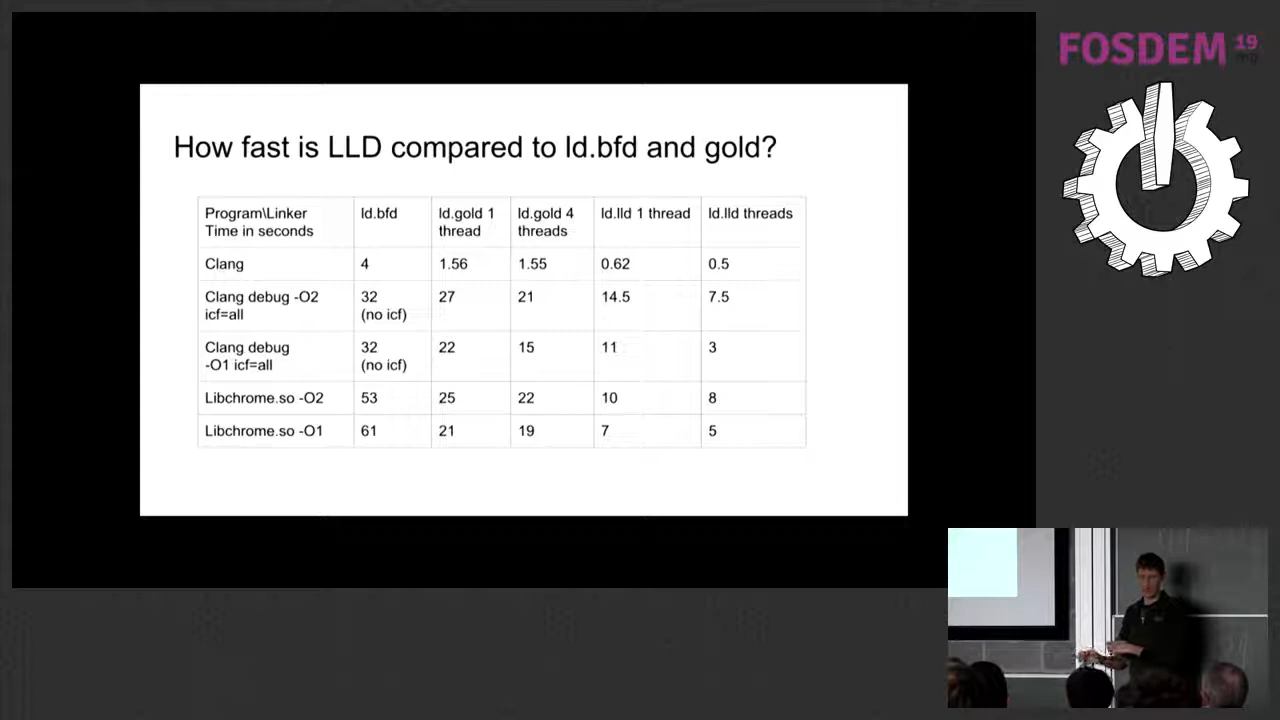 FOSDEM 19
How fast is LLD compared to ld.bfd and gold?
Program\Linker
Time in seconds
ld.bfd
ld.gold 1
thread
ld.gold 4
threads
ld.lld 1 thread
ld.lld threads
Clang
4
1.56
1.55
0.62
0.5
Clang debug -O2
icf=all
32
(no icf)
27
21
14.5
7.5
Clang debug
-O1 icf=all
32
(no icf)
22
15
11
3
Libchrome.so -O2
53
25
22
10
8
Libchrome.so -O1
61
21
19
7
5